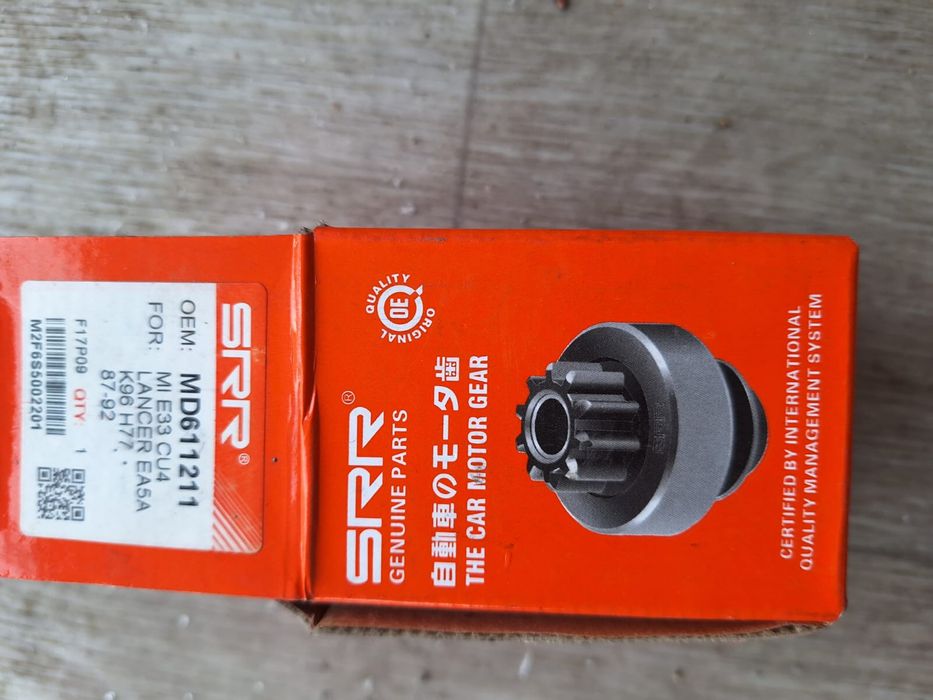 SRR®
OEM: MD611211
FOR: MI E33 CU4
LANCER EA5A
K96 H77, .
87-92
F17P09 QTY: 1
M2F6S5002201
QUALITY OE ORIGINAL
SRR®
GENUINE PARTS
自動車のモータ歯
THE CAR MOTOR GEAR
CERTIFIED BY INTERNATIONAL
QUALITY MANAGEMENT SYSTEM